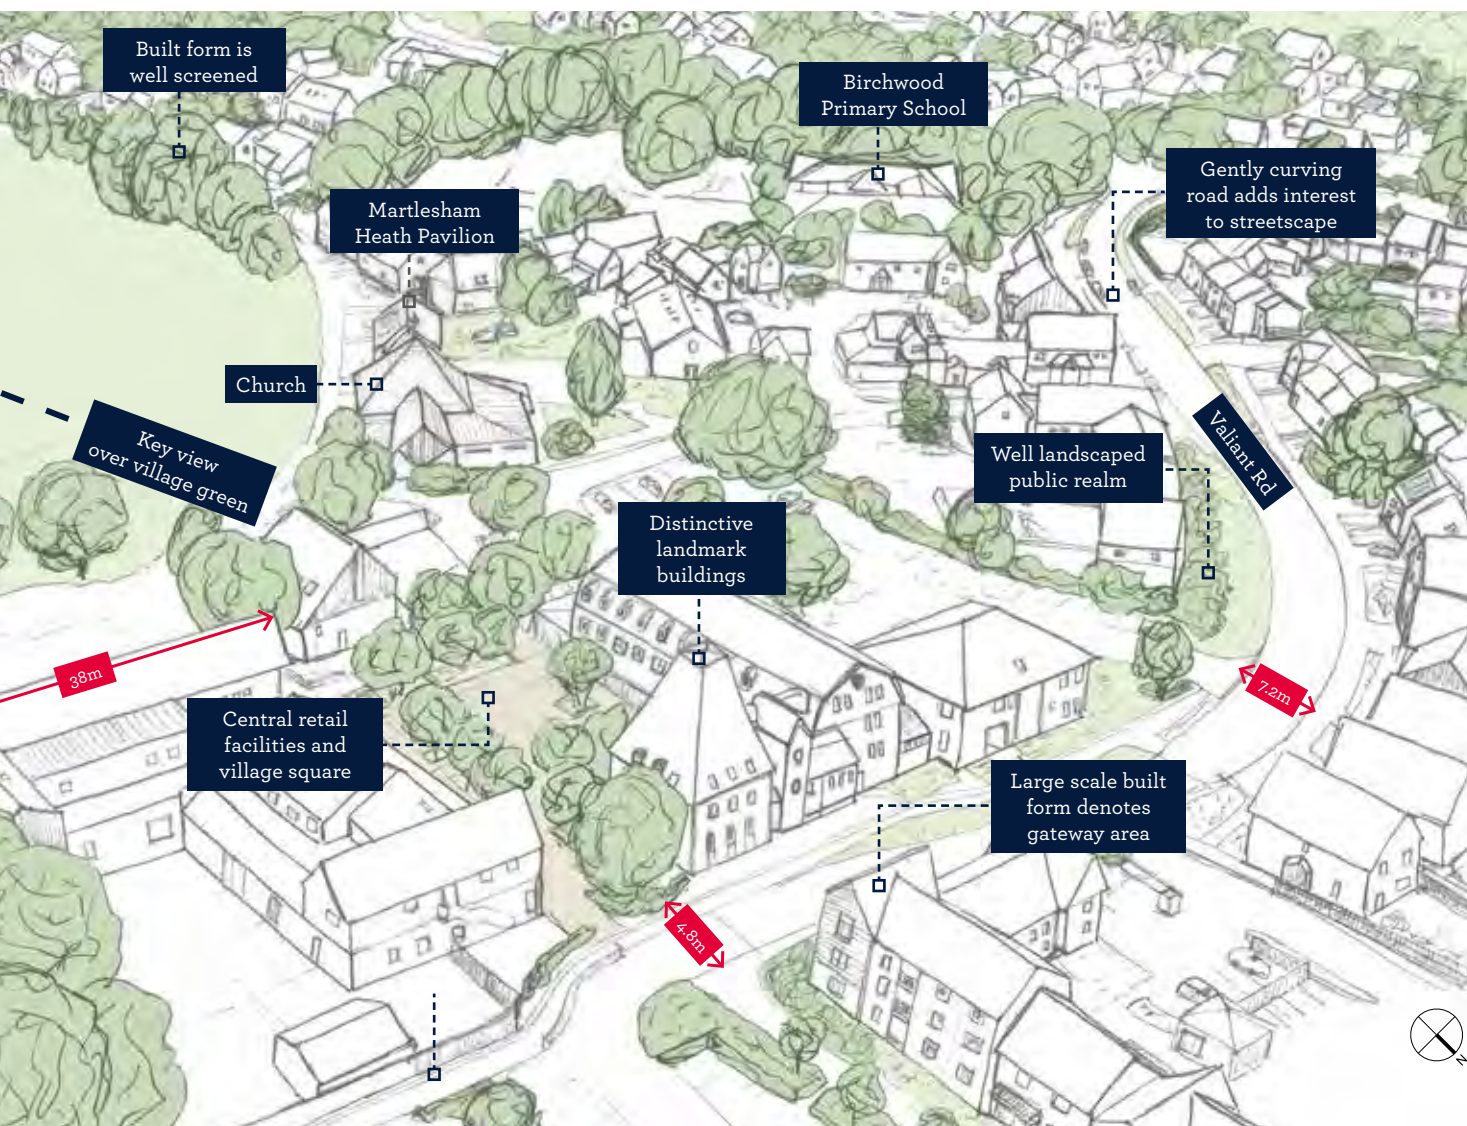 Built form is
well screened
Birchwood
Primary School
Gently curving
road adds interest
to streetscape
Martlesham
Heath Pavilion
Church
Key view
over village green
Valiant Rd
Well landscaped
public realm
Distinctive
landmark
buildings
38m
7.2m
Central retail
facilities and
village square
Large scale built
form denotes
gateway area
4.8m
N